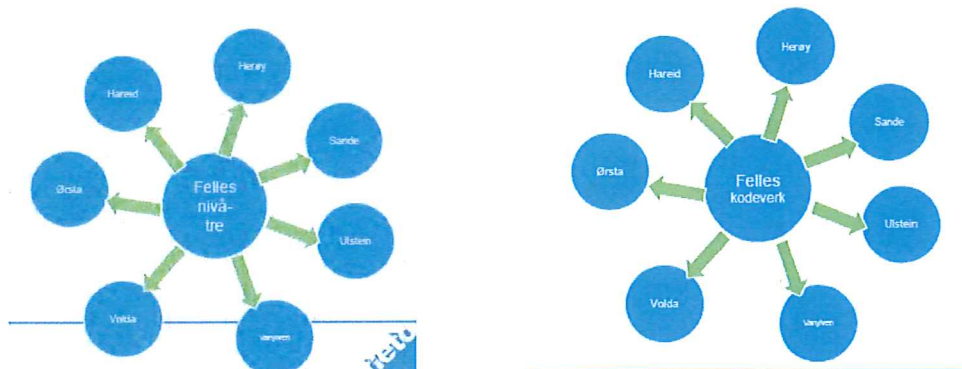 Herøy
Hareid
Sande
Ørsta
Felles
nivå-
tre
Ulstein
Volda
Vanylven
Herøy
Hareid
Sande
Ørsta
Felles
kodeverk
Ulstein
Volda
Vanylven